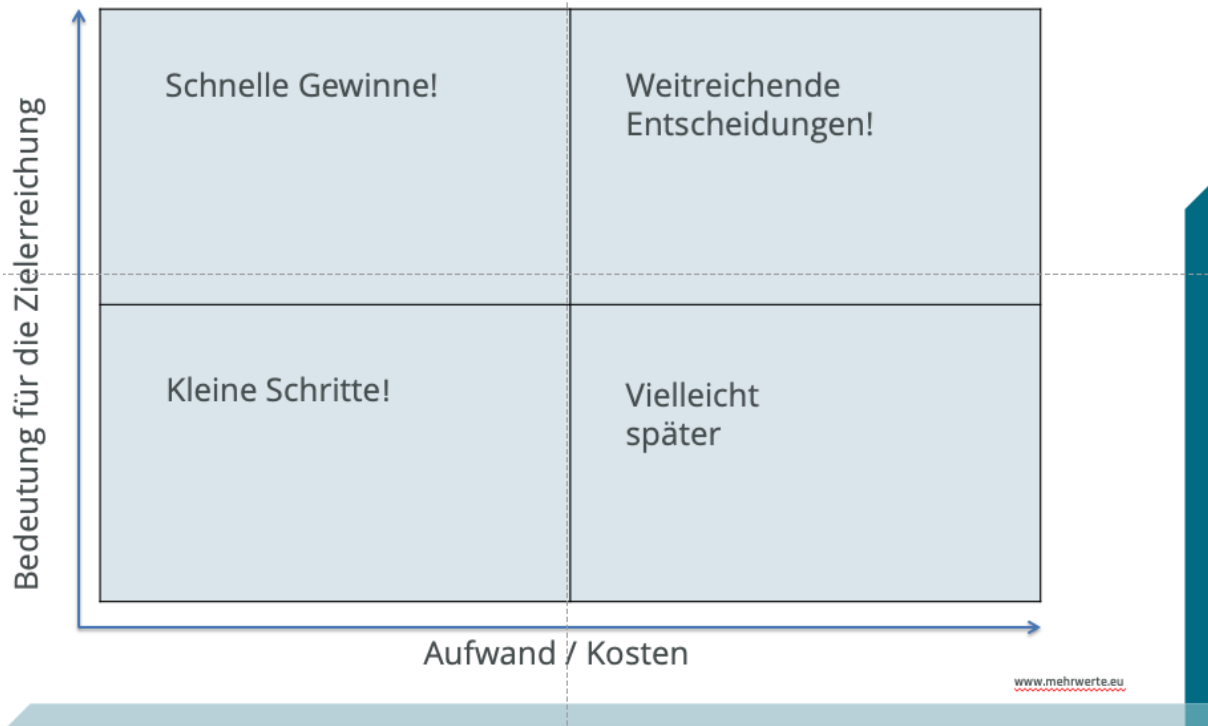 Schnelle Gewinne!
Weitreichende
Entscheidungen!
Bedeutung für die Zielerreichung
Kleine Schritte!
Vielleicht
später
Aufwand / Kosten
www.mehrwerte.eu